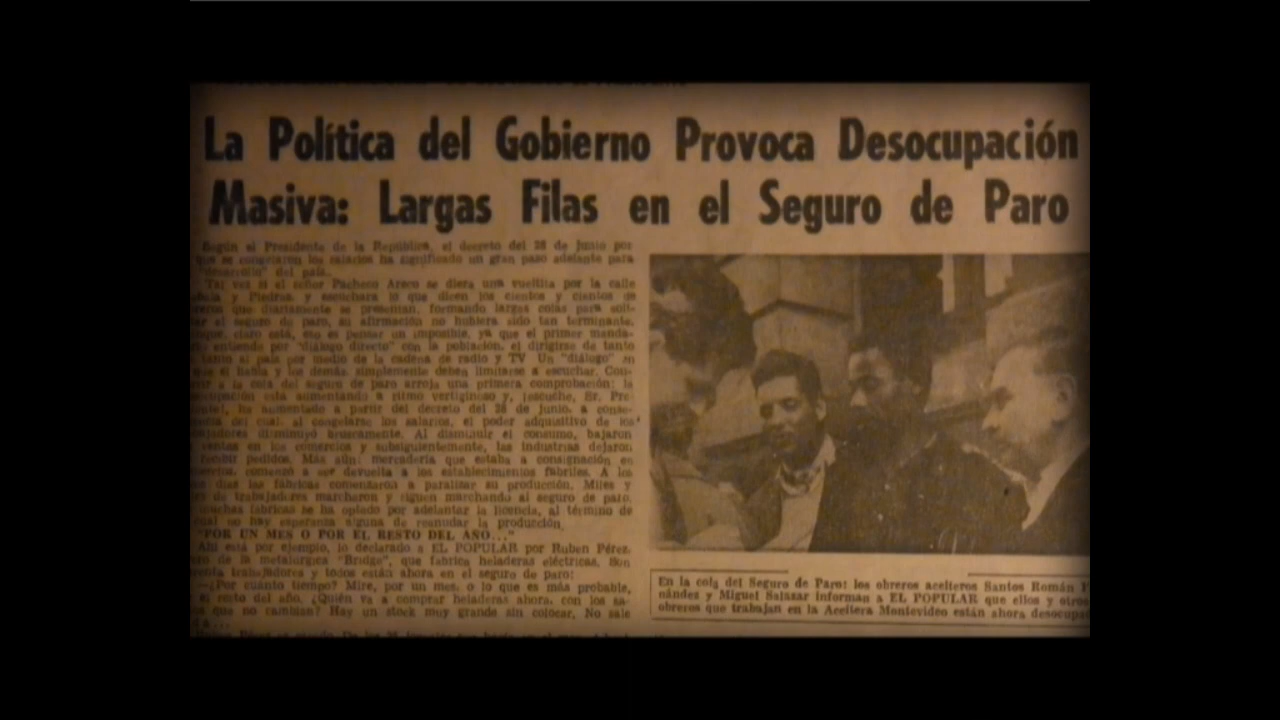 La Política del Gobierno Provoca Desocupación
Masiva: Largas Filas en el Seguro de Paro
Según el Presidente de la República, el decreto del 28 de junio por
que se congelaron los salarios ha significado un gran paso adelante para
"desarrollo" del país.
Tal vez si el señor Pacheco Areco se diera una vueltita por la calle
y Piedras, y escuchara lo que dicen los cientos y cientos de
que diariamente se presentan, formando largas colas para
el seguro de paro, su afirmación no hubiera sido tan terminante.
claro está, eso es pensar un imposible, ya que el primer
entiende por "diálogo directo" con la población, el dirigirse de tanto
tanto al país por medio de la cadena de radio y TV Un "diálogo" en
que él habla y los demás simplemente deben limitarse a escuchar.
a la cola del seguro de paro arroja una primera comprobación: la
está aumentando a ritmo vertiginoso y, (escuche, Sr.
ha aumentado a partir del decreto del 28 de junio, a
del cual, al congelarse los salarios, el poder adquisitivo de los
disminuyó bruscamente. Al disminuir el consumo, bajaron
ventas en los comercios y subsiguientemente, las industrias dejaron
recibir pedidos. Más aún: mercadería que estaba a consignación en
comenzó a ser devuelta a los establecimientos fabriles. A los
días las fábricas comenzaron a paralizar su producción. Miles y
de trabajadores marcharon y siguen marchando al seguro de paro.
muchas fábricas se ha optado por adelantar la licencia, al término de
cual no hay esperanza alguna de reanudar la producción.
"POR UN MES O POR EL RESTO DEL AÑO..."
Ahí está por ejemplo, lo declarado a EL POPULAR por Ruben Pérez,
de la metalúrgica "Bridge", que fabrica heladeras eléctricas. Son
trabajadores y todos están ahora en el seguro de paro:
—¿Por cuánto tiempo? Mire, por un mes, o lo que es más probable,
el resto del año. ¿Quién va a comprar heladeras ahora, con los
que no caminan? Hay un stock muy grande sin colocar. No sale
En la cola del Seguro de Paro: los obreros aceiteros Santos Román
nández y Miguel Salazar informan a EL POPULAR que ellos y otros
obreros que trabajan en la Aceitera Montevideo están ahora